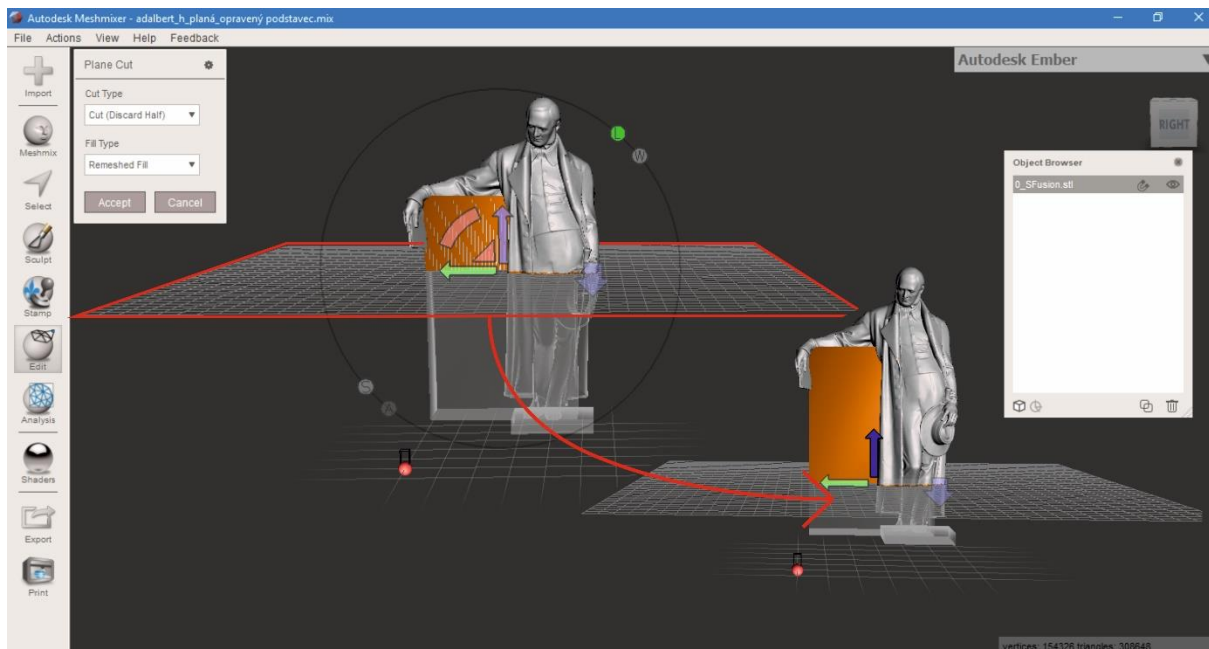 Autodesk Meshmixer - adalbert_h_planá_opravený podstavec.mix
File Actions View Help Feedback
Import
Meshmix
Select
Sculpt
Stamp
Edit
Analysis
Shaders
Export
Print
Plane Cut
Cut Type
Cut (Discard Half)
Fill Type
Remeshed Fill
Accept Cancel
L
W
S
Autodesk Ember
RIGHT
Object Browser
0_SFusion.stl
vertices: 154326 triangles: 308648